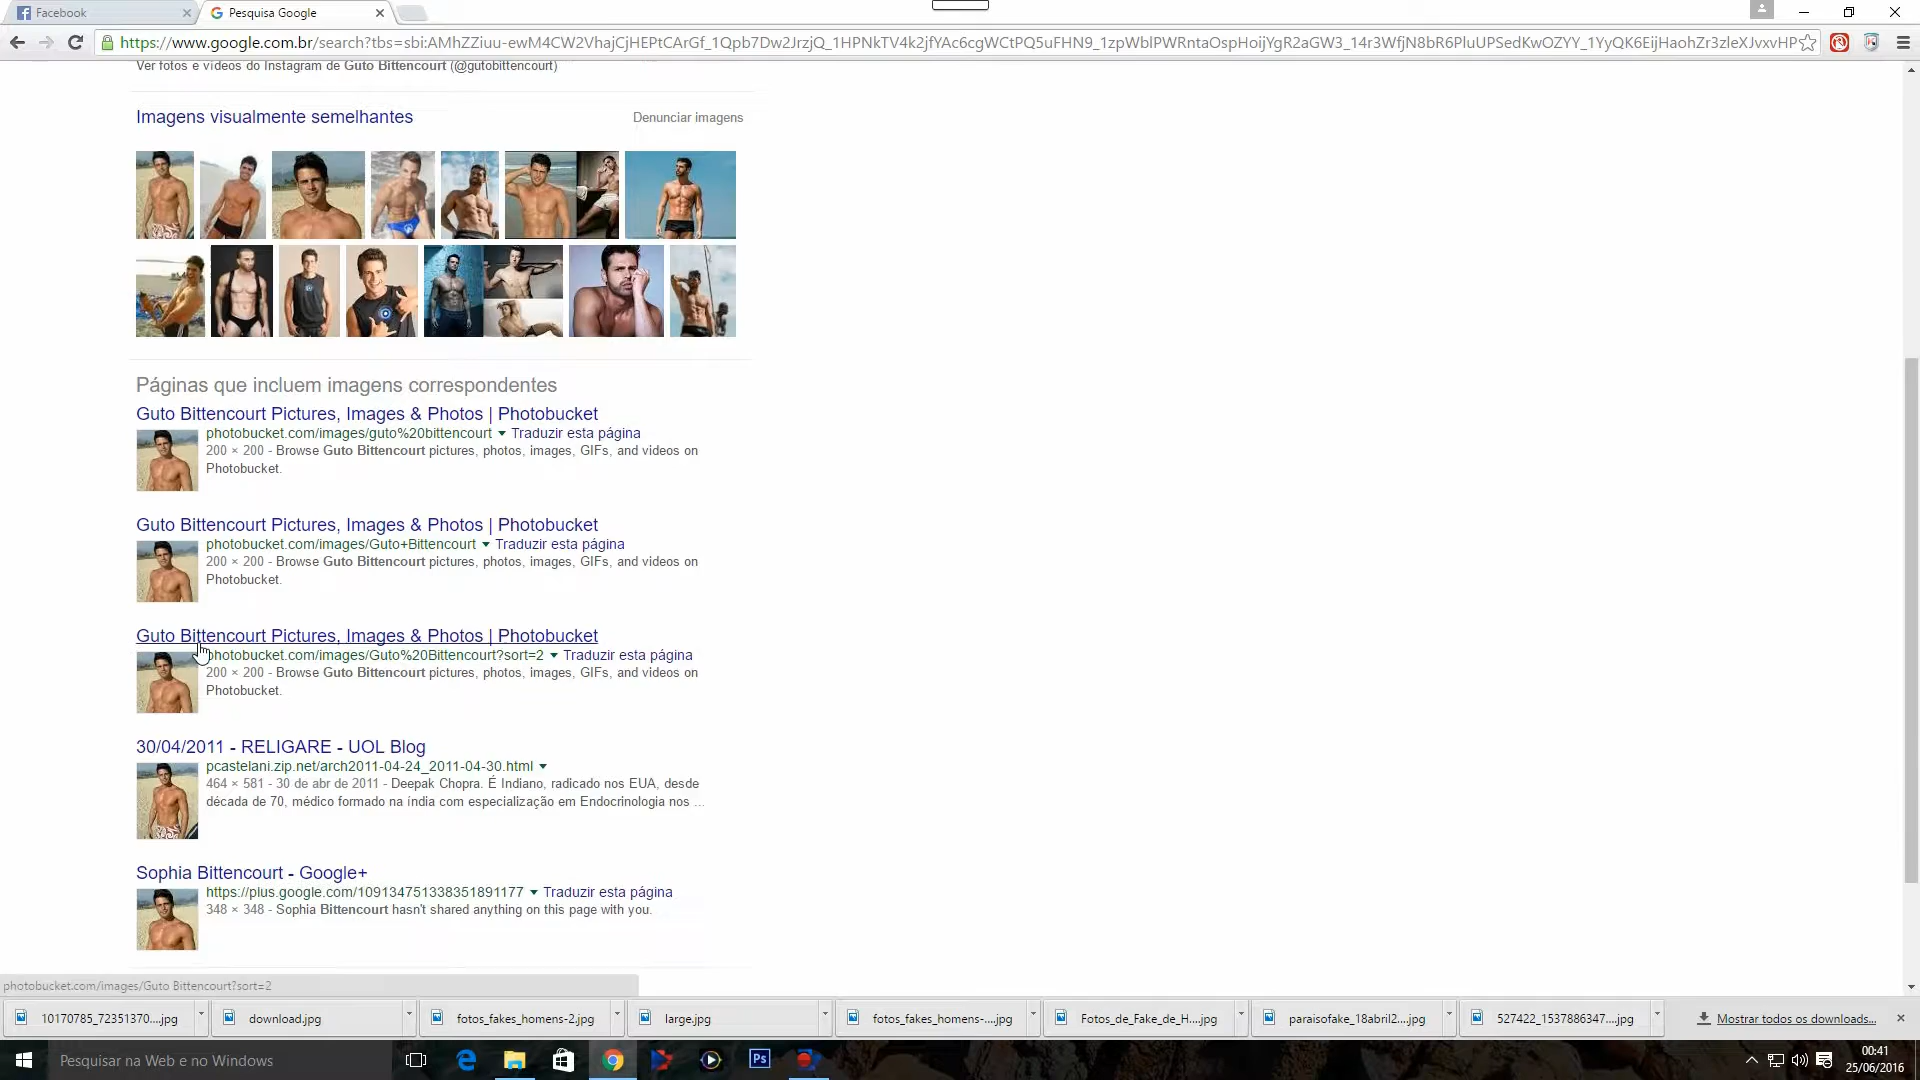 Facebook
Pesquisa Google
https://www.google.com.br/search?tbs=sbi:AMhZZiuu-ewM4CW2VhajCjHEPtCArGf_1Qpb7Dw2JrzjQ_1HPNkTV4k2jfYAc6cgWCtPQ5uFHN9_1zpWblPWRntaOspHoijYgR2aGW3_14r3WfjN8bR6PluUPSedKwOZYY_1YyQK6EijHaohZr3zleXJvxvHP
Ver fotos e vídeos do Instagram de Guto Bittencourt (@gutobittencourt)
Imagens visualmente semelhantes
Denunciar imagens
Páginas que incluem imagens correspondentes
Guto Bittencourt Pictures, Images & Photos | Photobucket
photobucket.com/images/guto%20bittencourt Traduzir esta página
200 × 200 - Browse Guto Bittencourt pictures, photos, images, GIFs, and videos on
Photobucket.
Guto Bittencourt Pictures, Images & Photos | Photobucket
photobucket.com/images/Guto+Bittencourt Traduzir esta página
200 × 200 - Browse Guto Bittencourt pictures, photos, images, GIFs, and videos on
Photobucket.
Guto Bittencourt Pictures, Images & Photos | Photobucket
photobucket.com/images/Guto%20Bittencourt?sort=2 Traduzir esta página
200 × 200 - Browse Guto Bittencourt pictures, photos, images, GIFs, and videos on
Photobucket.
30/04/2011 - RELIGARE - UOL Blog
pcastelani.zip.net/arch2011-04-24_2011-04-30.html
464 × 581 - 30 de abr de 2011 - Deepak Chopra. É Indiano, radicado nos EUA, desde
década de 70, médico formado na índia com especialização em Endocrinologia nos ...
Sophia Bittencourt - Google+
https://plus.google.com/109134751338351891177 Traduzir esta página
348 × 348 - Sophia Bittencourt hasn't shared anything on this page with you.
photobucket.com/images/Guto Bittencourt?sort=2
10170785_72351370....jpg
download.jpg
fotos_fakes_homens-2.jpg
large.jpg
fotos_fakes_homens-....jpg
Fotos_de_Fake_de_H....jpg
paraisofake_18abril2....jpg
527422_1537886347....jpg
Mostrar todos os downloads...
Pesquisar na Web e no Windows
Ps
00:41
25/06/2016